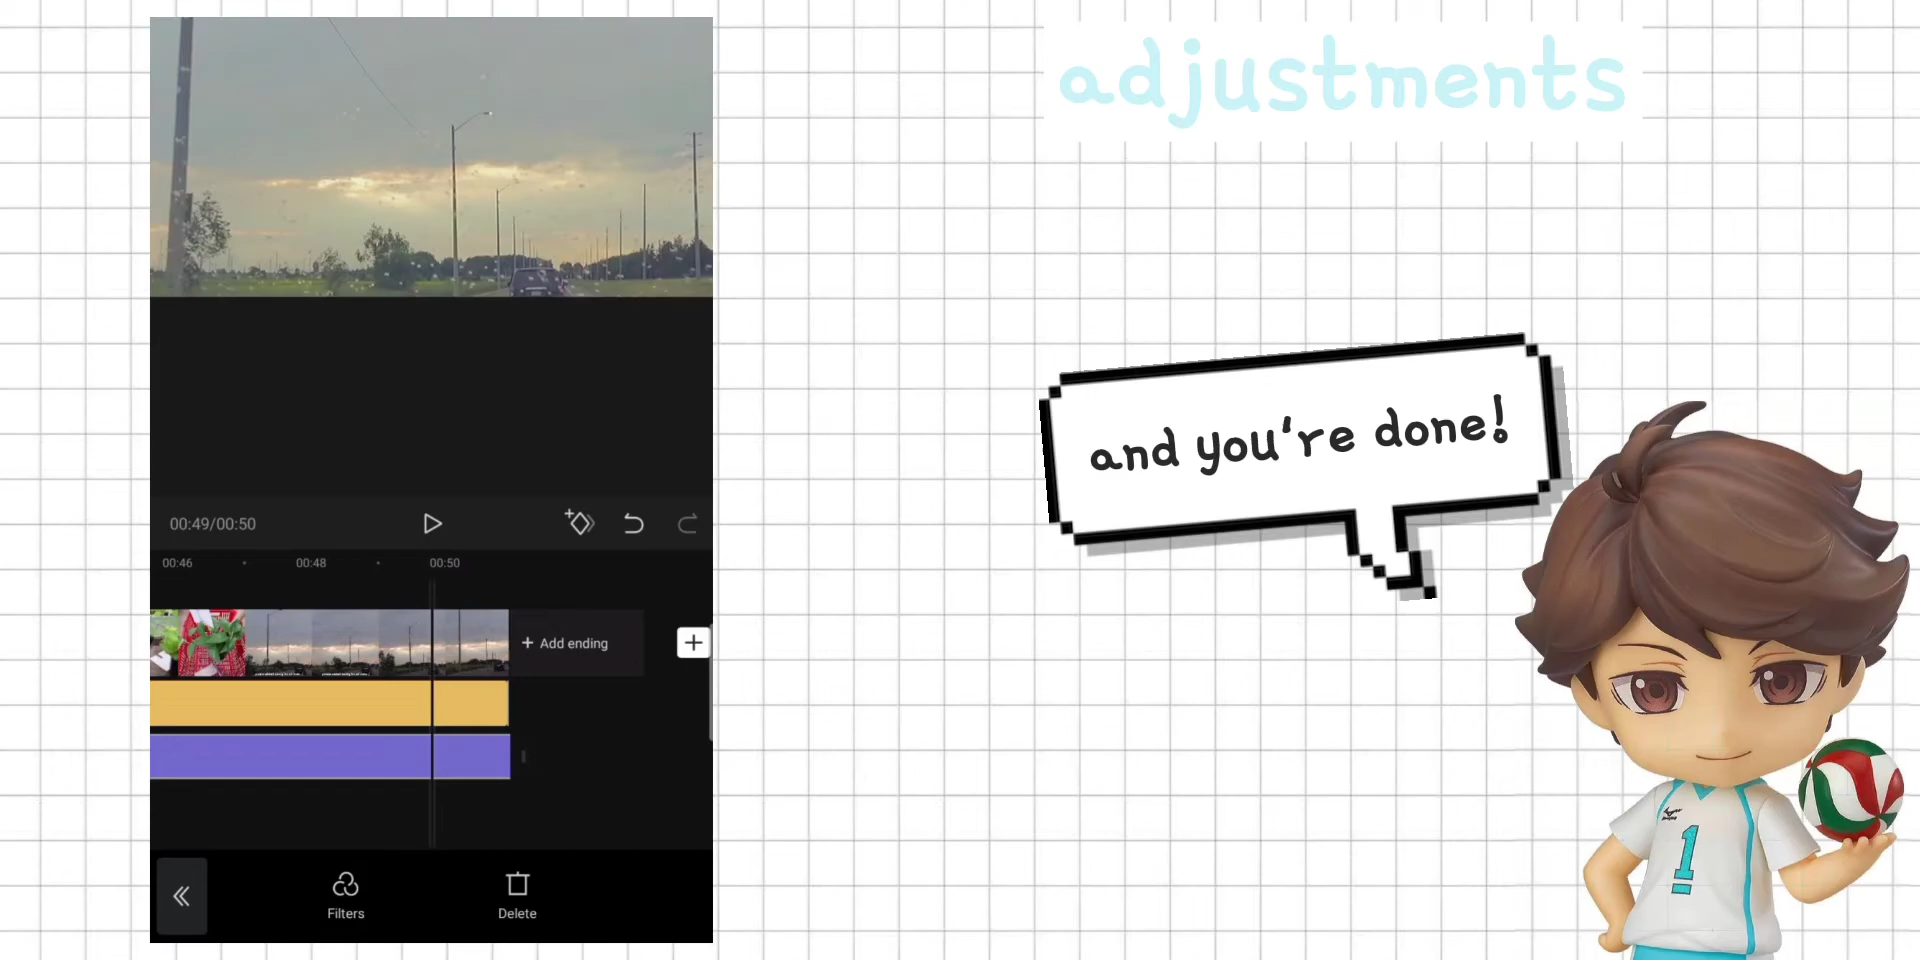 adjustments
and you're done!
00:49/00:50
00:46
00:48
00:50
+ Add ending
Filters
Delete
1